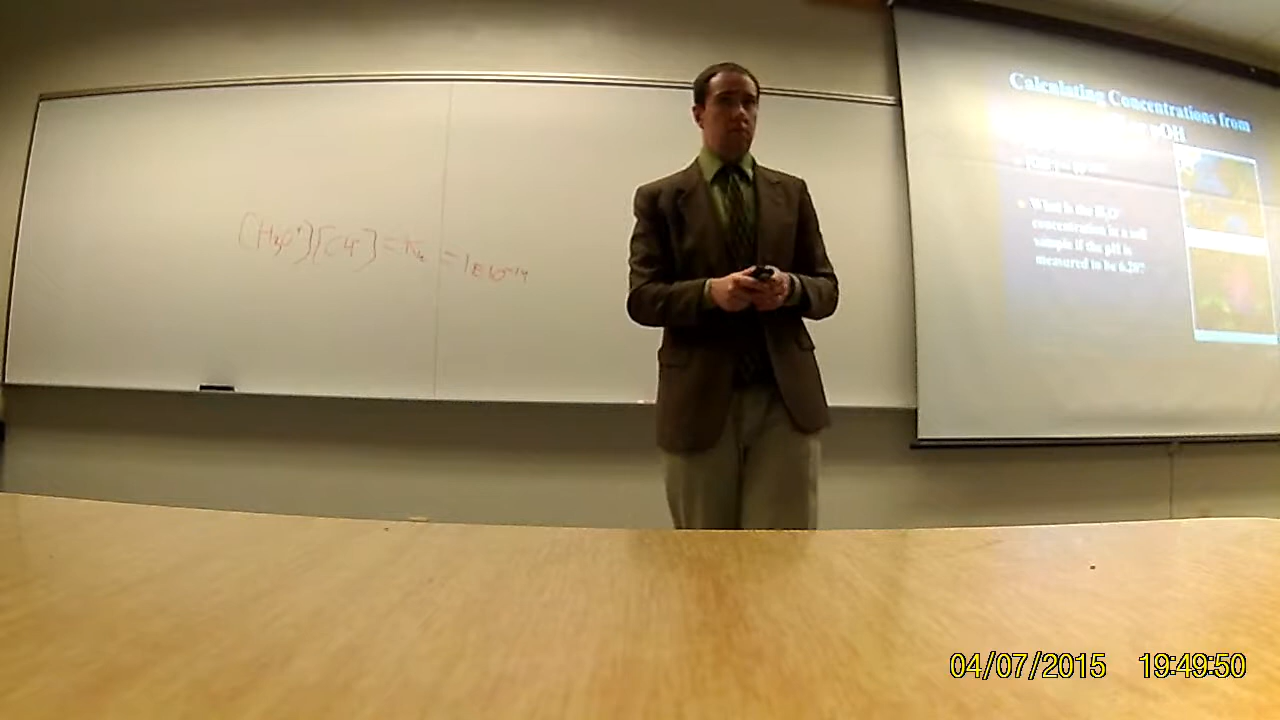 [H₃O⁺][OH⁻] = Kw = 1E10⁻¹⁴
Calculating Concentrations from
pOH
What is the H₃O⁺
concentration in a soil
sample if the pH is
measured to be 6.20?
04/07/2015 19:49:50